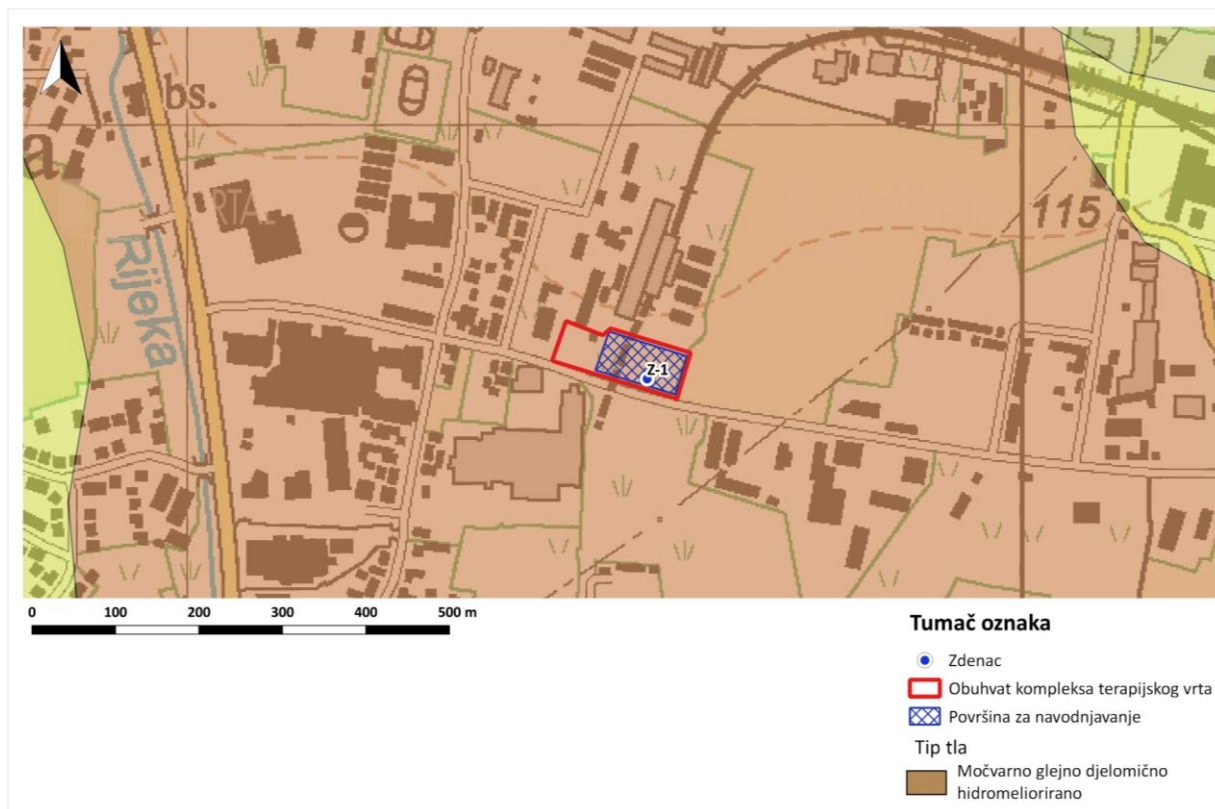 bs.
a
RTA
115
Rijeka
Z-1
0 100 200 300 400 500 m
Tumač oznaka
Zdenac
Obuhvat kompleksa terapijskog vrta
Površina za navodnjavanje
Tip tla
Močvarno glejno djelomično
hidromeliorirano